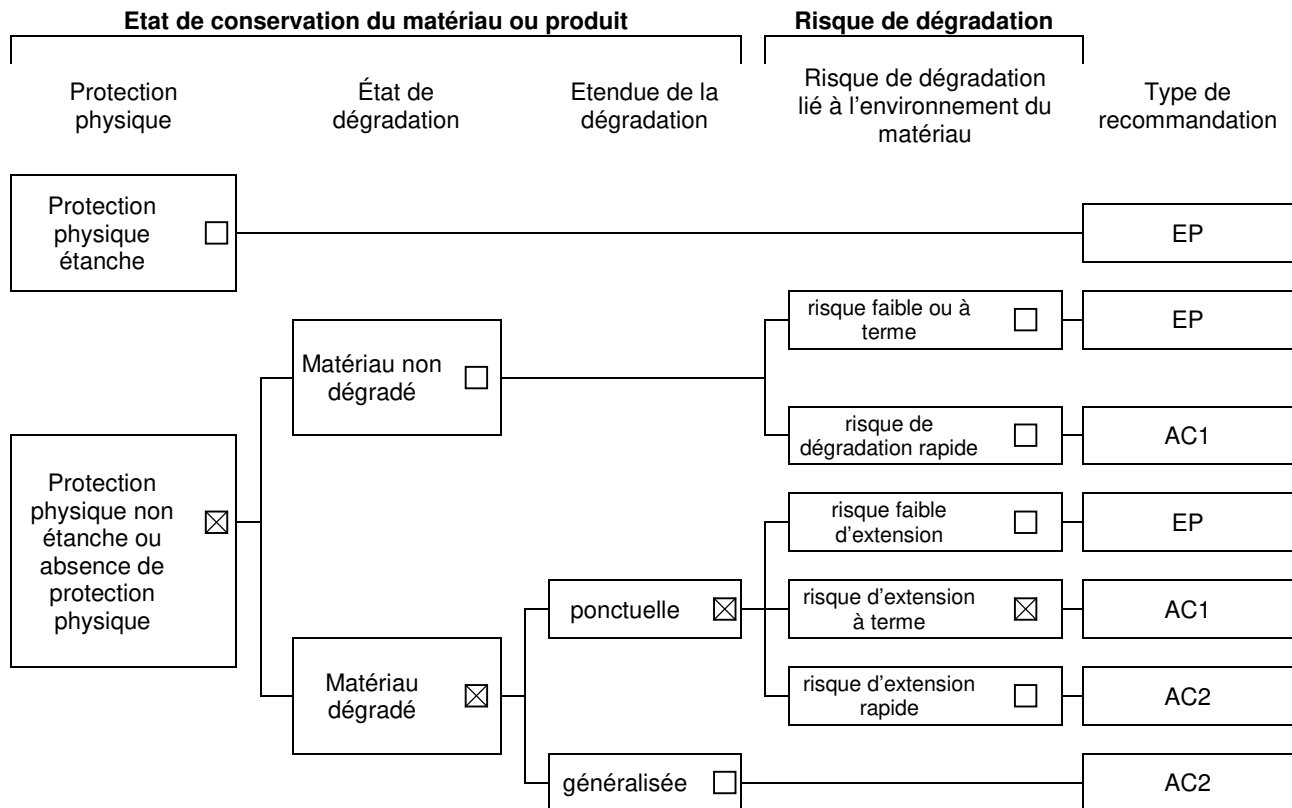 Etat de conservation du matériau ou produit
Risque de dégradation
Protection
physique
État de
dégradation
Etendue de la
dégradation
Risque de dégradation
lié à l'environnement du
matériau
Type de
recommandation
Protection
physique
étanche
EP
risque faible ou à
terme
EP
Matériau non
dégradé
risque de
dégradation rapide
AC1
Protection
physique non
étanche ou
absence de
protection
physique
risque faible
d'extension
EP
ponctuelle
risque d'extension
à terme
AC1
Matériau
dégradé
risque d'extension
rapide
AC2
généralisée
AC2